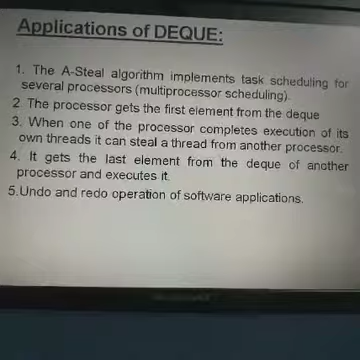 Applications of DEQUE:
1. The A-Steal algorithm implements task scheduling for
several processors (multiprocessor scheduling).
2 The processor gets the first element from the deque
3. When one of the processor completes execution of its
own threads it can steal a thread from another processor.
4. It gets the last element from the deque of another
processor and executes it.
5.Undo and redo operation of software applications.